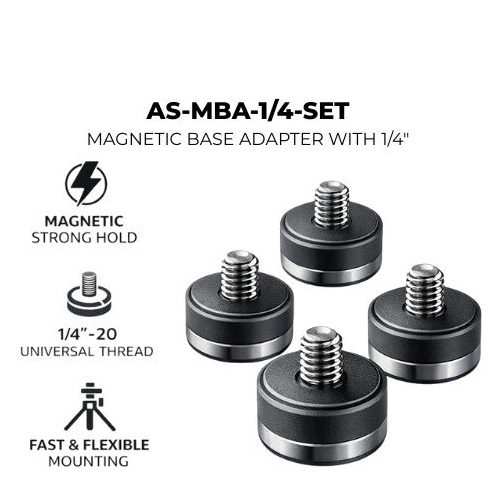 AS-MBA-1/4-SET
MAGNETIC BASE ADAPTER WITH 1/4"
MAGNETIC
STRONG HOLD
1/4”-20
UNIVERSAL THREAD
FAST & FLEXIBLE
MOUNTING